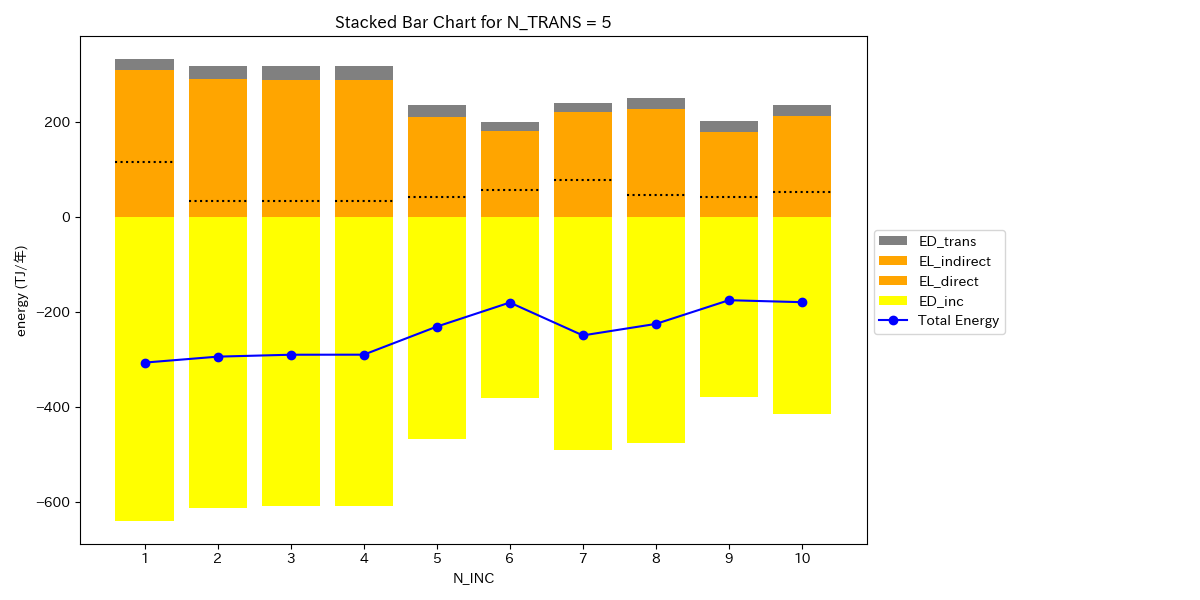 Stacked Bar Chart for N_TRANS = 5
energy (TJ/年)
200
0
−200
−400
−600
1 2 3 4 5 6 7 8 9 10
N_INC
ED_trans
EL_indirect
EL_direct
ED_inc
Total Energy